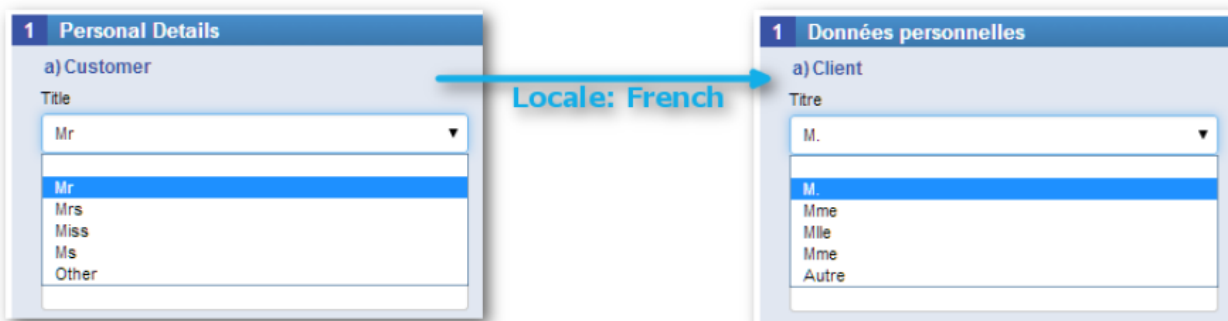 1 Personal Details
a) Customer
Title
Mr
Mr
Mrs
Miss
Ms
Other
Locale: French
1 Données personnelles
a) Client
Titre
M.
M.
Mme
Mlle
Mme
Autre